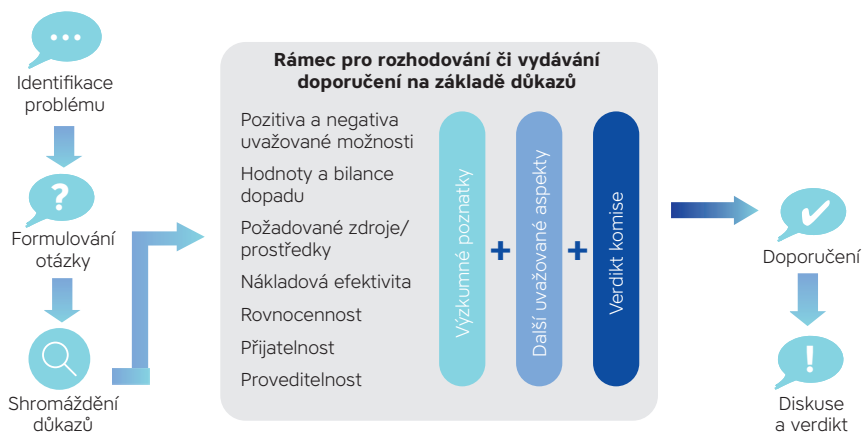 Identifikace
problému
?
Formulování
otázky
Shromáždění
důkazů
Rámec pro rozhodování či vydávání
doporučení na základě důkazů
Pozitiva a negativa
uvažované možnosti
Hodnoty a bilance
dopadu
Požadované zdroje/
prostředky
Nákladová efektivita
Rovnocennost
Přijatelnost
Proveditelnost
Výzkumné poznatky
+
Další uvažované aspekty
+
Verdikt komise
Doporučení
!
Diskuse
a verdikt